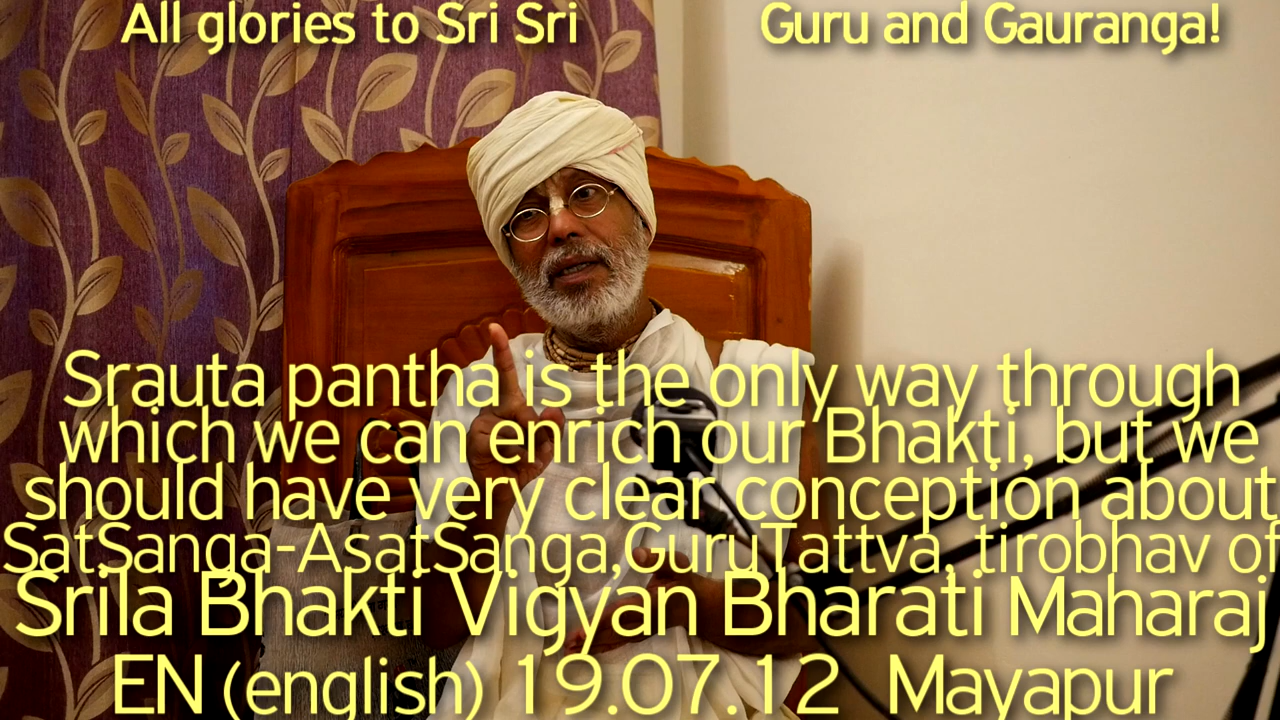 All glories to Sri Sri Guru and Gauranga!
Srauta pantha is the only way through
which we can enrich our Bhakti, but we
should have very clear conception about
SatSanga-AsatSanga,GuruTattva, tirobhav of
Srila Bhakti Vigyan Bharati Maharaj
EN (english) 19.07.12 Mayapur